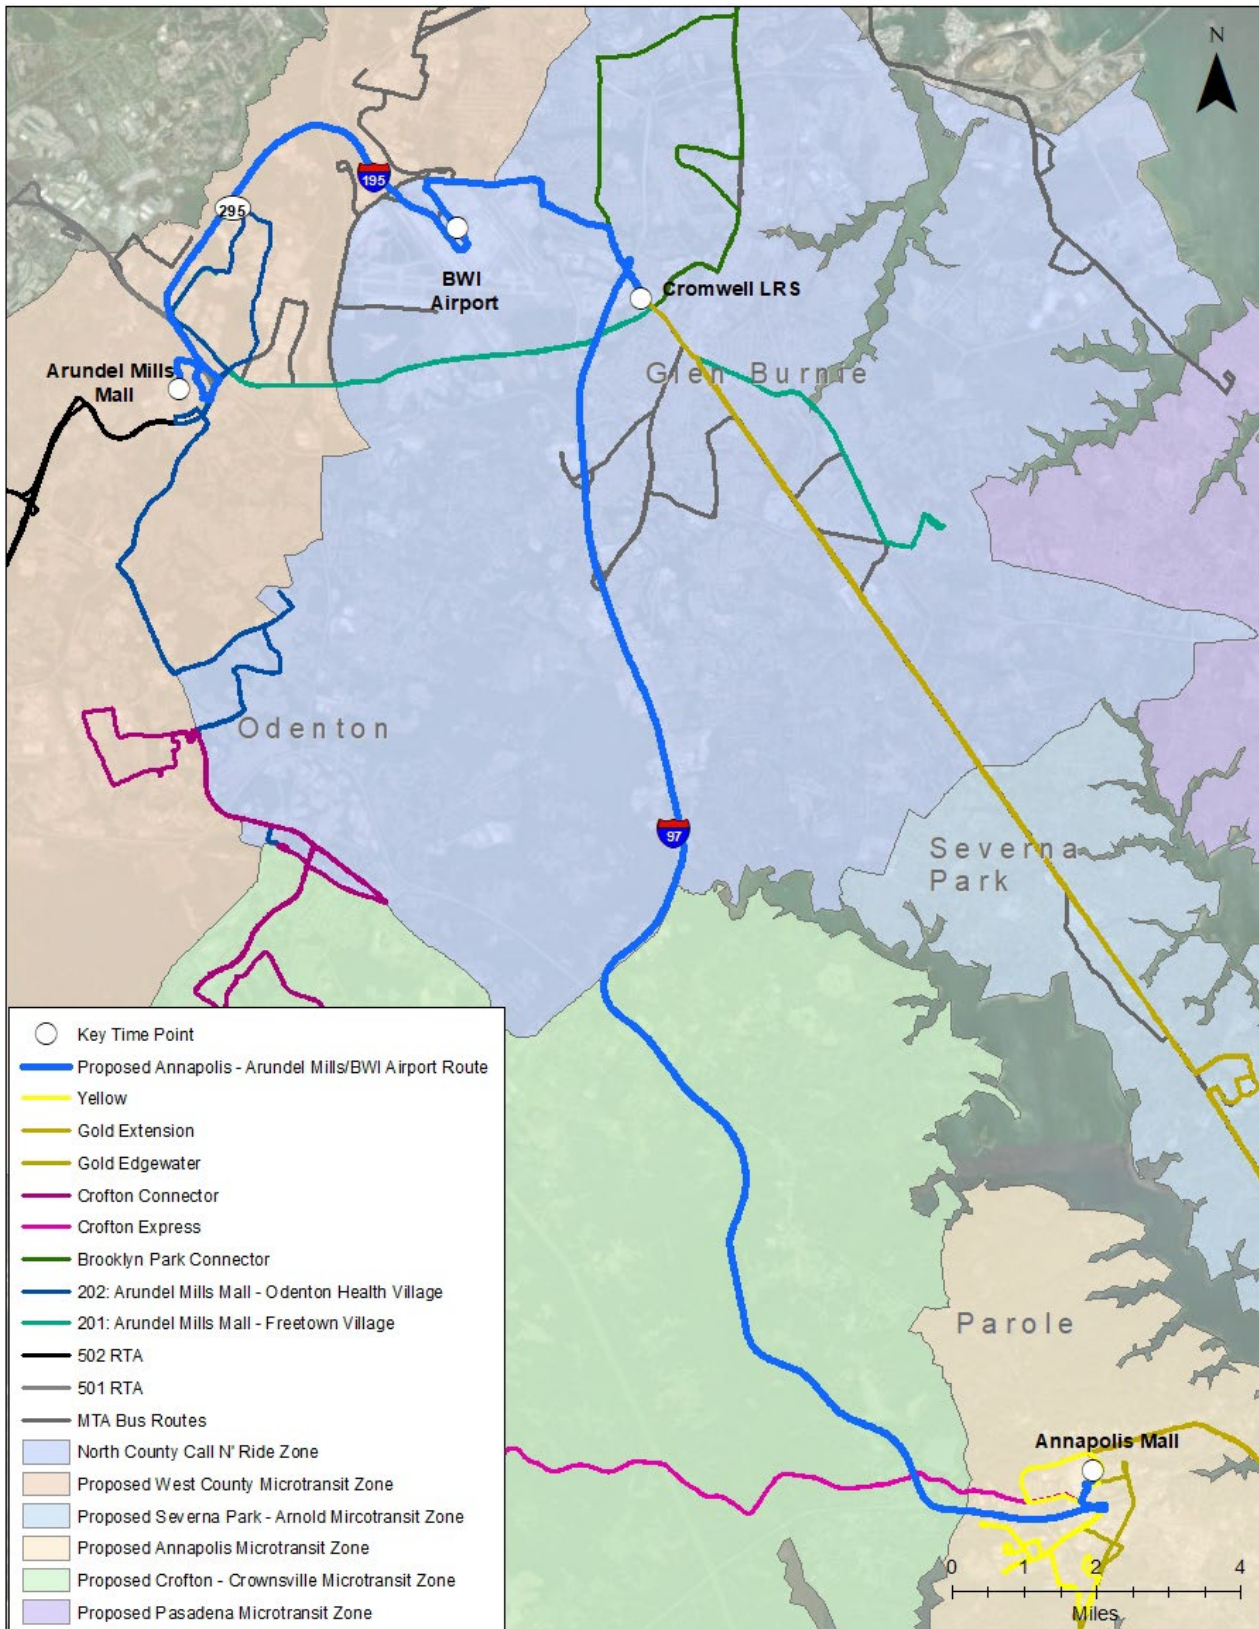 N
195
295
BWI
Airport
Cromwell LRS
Arundel Mills
Mall
Glen Burnie
Odenton
97
Severna
Park
Parole
Annapolis Mall
0 1 2 4
Miles
Key Time Point
Proposed Annapolis - Arundel Mills/BWI Airport Route
Yellow
Gold Extension
Gold Edgewater
Crofton Connector
Crofton Express
Brooklyn Park Connector
202: Arundel Mills Mall - Odenton Health Village
201: Arundel Mills Mall - Freetown Village
502 RTA
501 RTA
MTA Bus Routes
North County Call N' Ride Zone
Proposed West County Microtransit Zone
Proposed Severna Park - Arnold Mircotransit Zone
Proposed Annapolis Microtransit Zone
Proposed Crofton - Crownsville Microtransit Zone
Proposed Pasadena Microtransit Zone